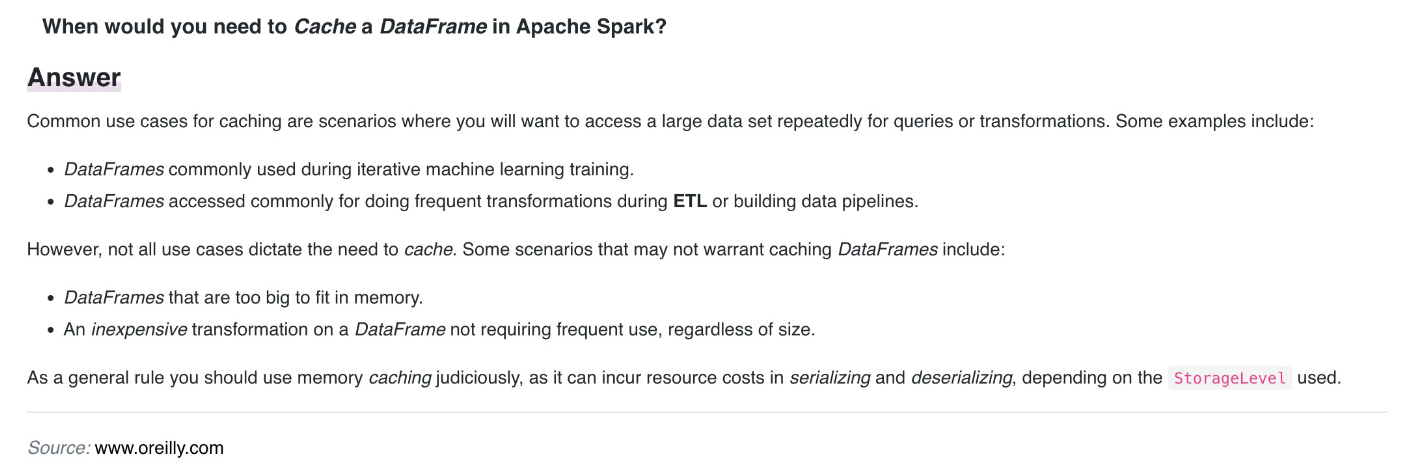 When would you need to Cache a DataFrame in Apache Spark?
Answer
Common use cases for caching are scenarios where you will want to access a large data set repeatedly for queries or transformations. Some examples include:
• DataFrames commonly used during iterative machine learning training.
• DataFrames accessed commonly for doing frequent transformations during ETL or building data pipelines.
However, not all use cases dictate the need to cache. Some scenarios that may not warrant caching DataFrames include:
• DataFrames that are too big to fit in memory.
• An inexpensive transformation on a DataFrame not requiring frequent use, regardless of size.
As a general rule you should use memory caching judiciously, as it can incur resource costs in serializing and deserializing, depending on the StorageLevel used.
Source: www.oreilly.com